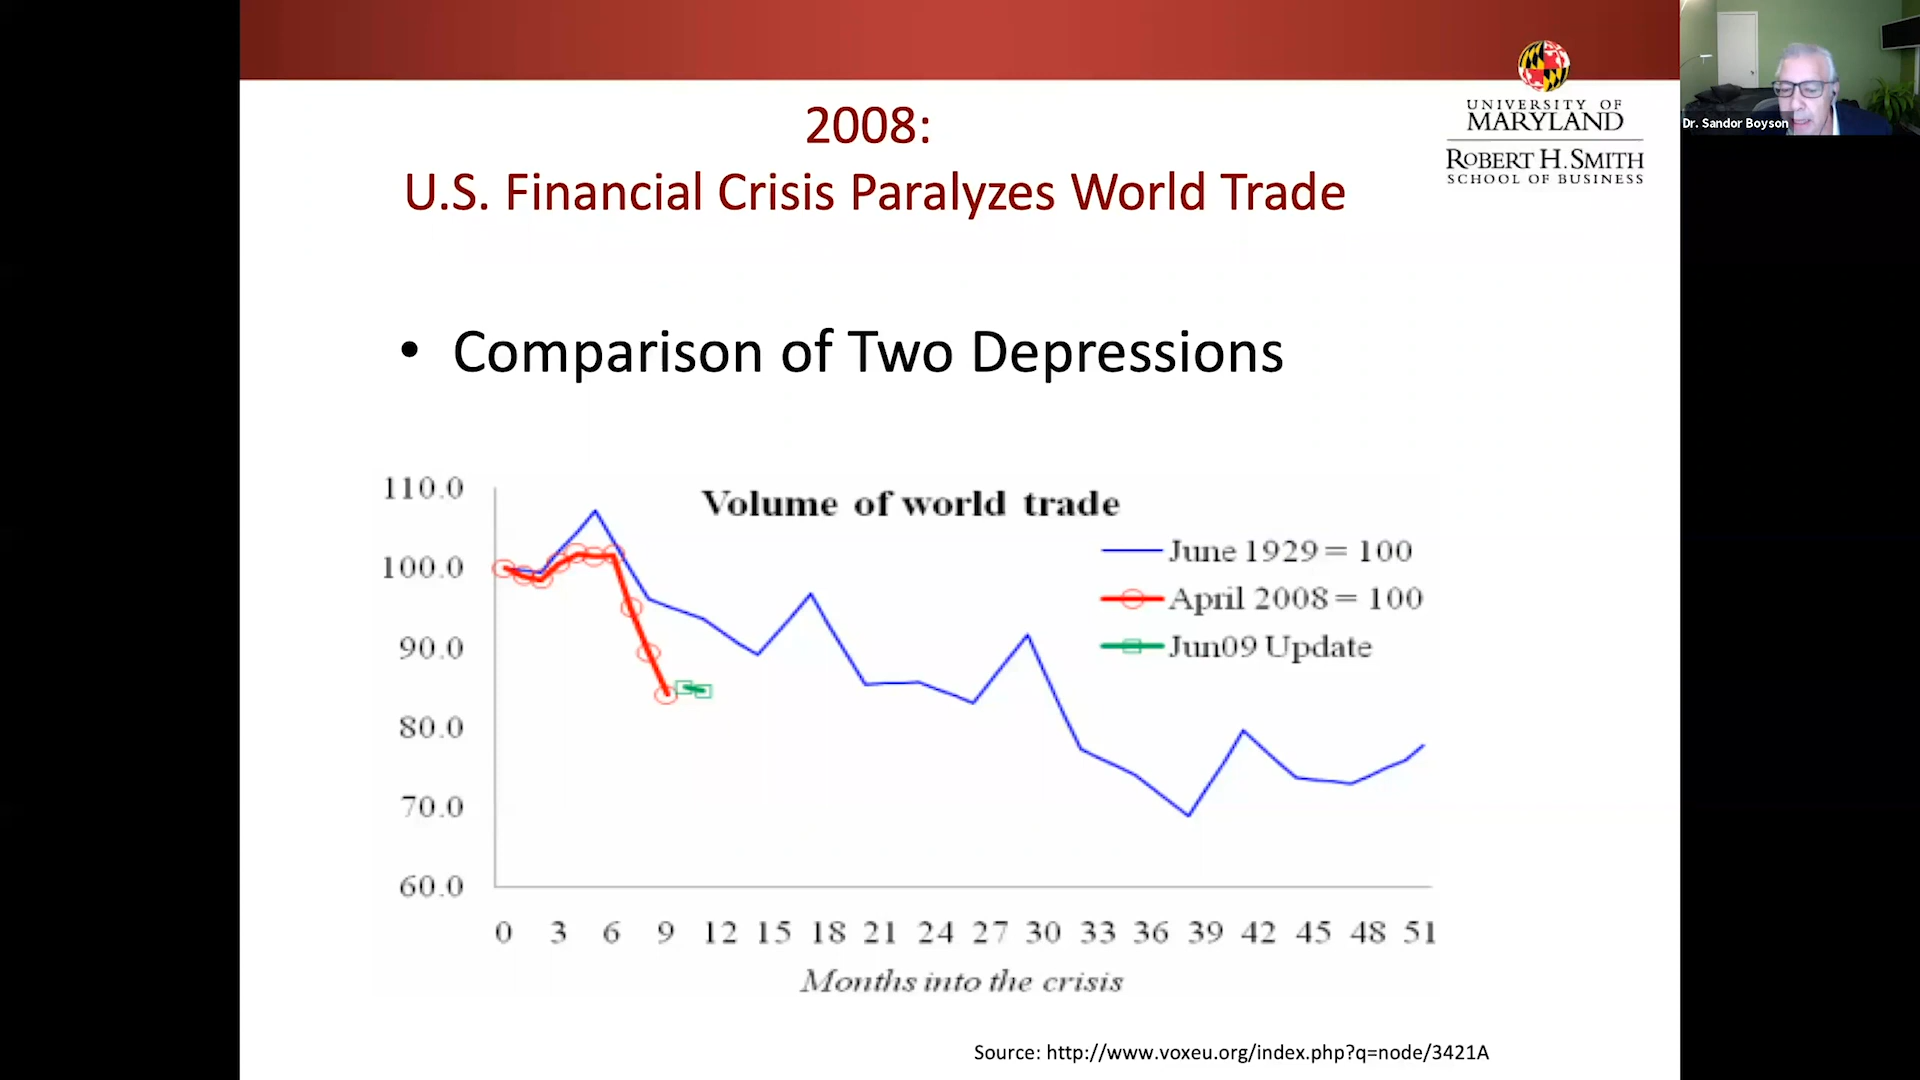 2008:
U.S. Financial Crisis Paralyzes World Trade
UNIVERSITY OF
MARYLAND
ROBERT H. SMITH
SCHOOL OF BUSINESS
Dr. Sandor Boyson
• Comparison of Two Depressions
Volume of world trade
110.0
100.0
90.0
80.0
70.0
60.0
June 1929 = 100
April 2008 = 100
Jun09 Update
0 3 6 9 12 15 18 21 24 27 30 33 36 39 42 45 48 51
Months into the crisis
Source: http://www.voxeu.org/index.php?q=node/3421A